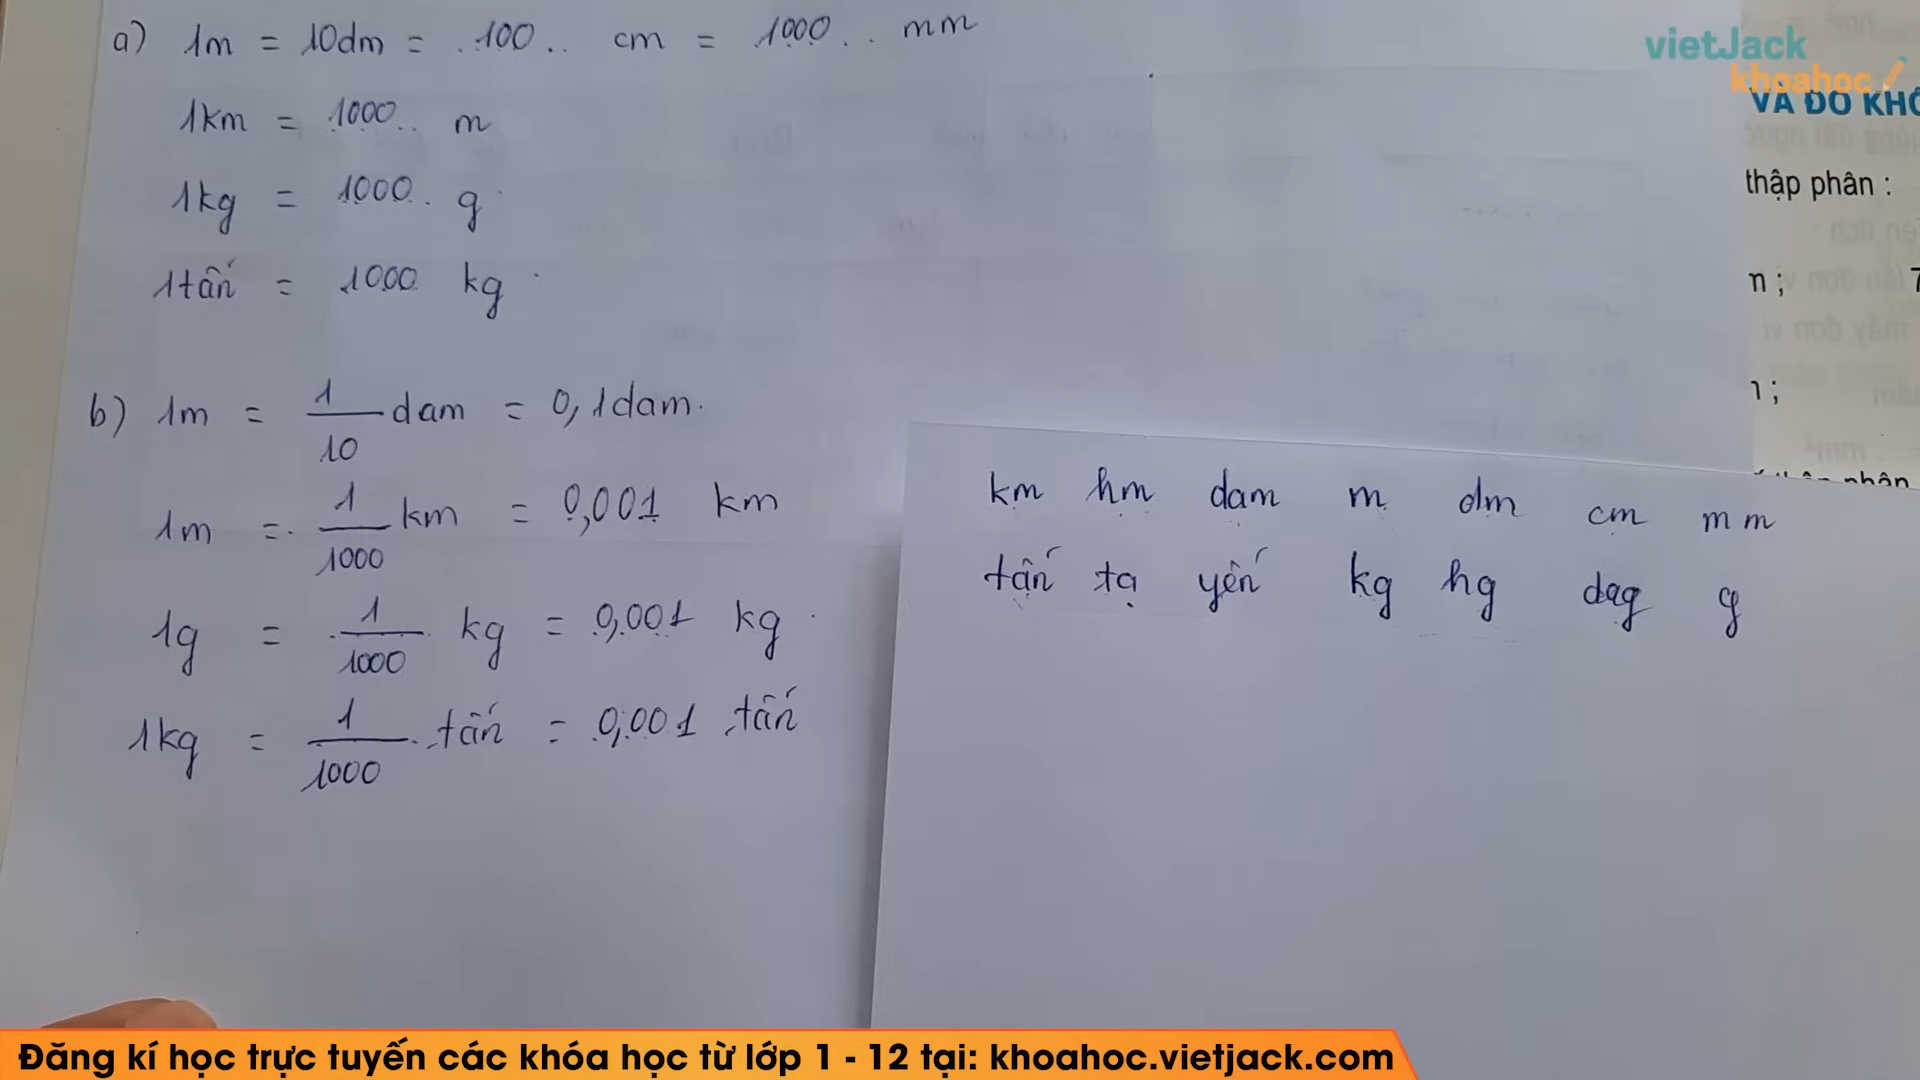 a) 1m = 10dm = .100.. cm = 1000.. mm
1km = 1000.. m
1kg = 1000. g
1tấn = 1000 kg
b) 1m = 1/10 dam = 0,1dam.
1m = 1/1000 km = 0,001 km
1g = 1/1000 kg = 0,001 kg
1kg = 1/1000 tấn = 0,001 tấn
km hm dam m dm cm mm
tấn tạ yến kg hg dag g
vietJack
khoahoc
VÀ ĐO KHỐ
thập phân :
n ;
7
;
phân
Đăng kí học trực tuyến các khóa học từ lớp 1 - 12 tại: khoahoc.vietjack.com